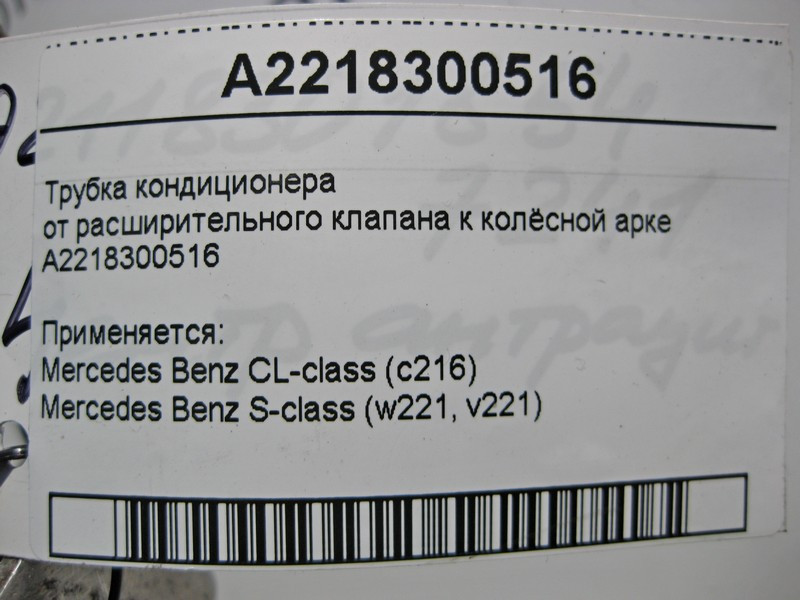 A2218300516
Трубка кондиционера
от расширительного клапана к колёсной арке
A2218300516
Применяется:
Mercedes Benz CL-class (c216)
Mercedes Benz S-class (w221, v221)